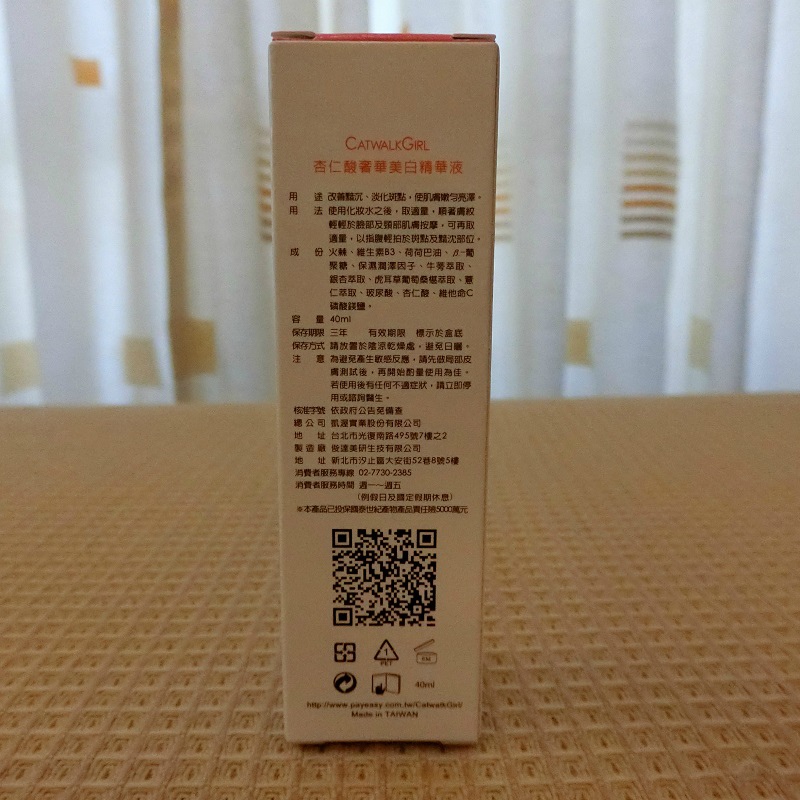 CATWALKGIRL
杏仁酸奢華美白精華液
用 途 改善黯沉、淡化斑點，使肌膚嫩勻亮澤。
用 法 使用化妝水之後，取適量，順著膚紋
輕輕於臉部及頸部肌膚按摩，可再取
適量，以指腹輕拍於斑點及黯沈部位。
成 份 火棘、維生素B3、荷荷巴油、β-葡
聚糖、保濕潤澤因子、牛蒡萃取、
銀杏萃取、虎耳草葡萄桑椹萃取、薏
仁萃取、玻尿酸、杏仁酸、維他命C
磷酸鎂鹽。
容 量 40ml
保存期限 三年 有效期限 標示於盒底
保存方式 請放置於陰涼乾燥處，避免日曬。
注 意 為避免產生敏感反應，請先做局部皮
膚測試後，再開始酌量使用為佳。
若使用後有任何不適症狀，請立即停
用或諮詢醫生。
核准字號 依政府公告免備查
總公司 凱渥實業股份有限公司
地 址 台北市光復南路495號7樓之2
製造廠 俊達美研生技有限公司
地 址 新北市汐止區大安街52巷8號5樓
消費者服務專線 02-7730-2385
消費者服務時間 週一～週五
(例假日及國定假期休息)
※本產品已投保國泰世紀產物產品責任險5000萬元
1
PET
40ml
http://www.payeasy.com.tw/CatwalkGirl/
Made in TAIWAN